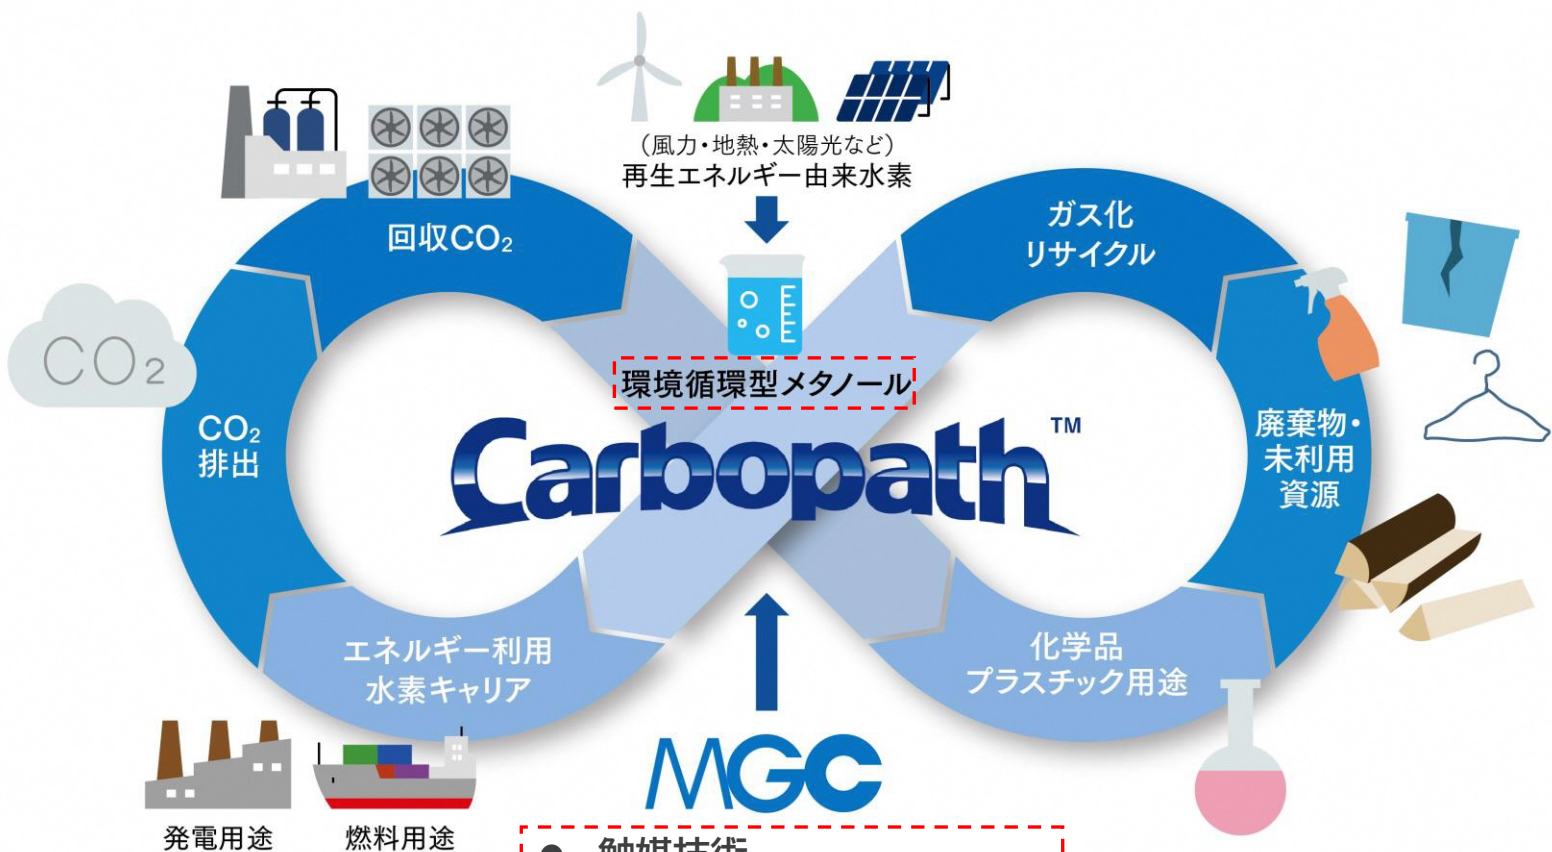 (風力・地熱・太陽光など)
再生エネルギー由来水素
回収CO₂
ガス化
リサイクル
CO₂
環境循環型メタノール
Carbopath™
CO₂
排出
廃棄物・
未利用
資源
エネルギー利用
水素キャリア
化学品
プラスチック用途
MGC
発電用途
燃料用途
● 触媒技術